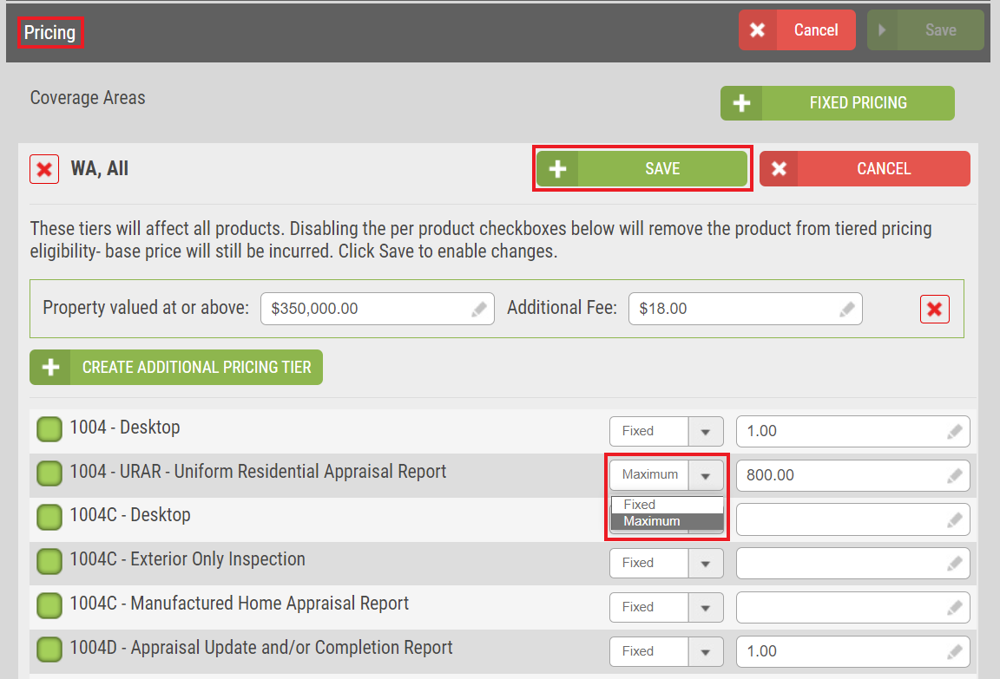 Pricing
Cancel
Save
Coverage Areas
FIXED PRICING
WA, All
SAVE
CANCEL
These tiers will affect all products. Disabling the per product checkboxes below will remove the product from tiered pricing
eligibility- base price will still be incurred. Click Save to enable changes.
Property valued at or above: $350,000.00 Additional Fee: $18.00
CREATE ADDITIONAL PRICING TIER
1004 - Desktop Fixed 1.00
1004 - URAR - Uniform Residential Appraisal Report Maximum 800.00
Fixed
1004C - Desktop
Maximum
1004C - Exterior Only Inspection Fixed
1004C - Manufactured Home Appraisal Report Fixed
1004D - Appraisal Update and/or Completion Report Fixed 1.00